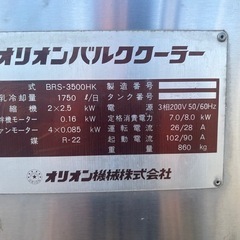 オリオンバルククーラー
式 BRS-3500HK 製造番号
乳冷却量 1750 ℓ/日 タンク番号
機 2×2.5 kW 電源 3相200V 50/60Hz
機モーター 0.16 kW 定格消費電力 7.0/8.0 kW
ァンモーター 4×0.085 kW 運転電流 26/28 A
媒 R-22 始動電流 102/90 A
質量 860 kg
オリオン機械株式会社